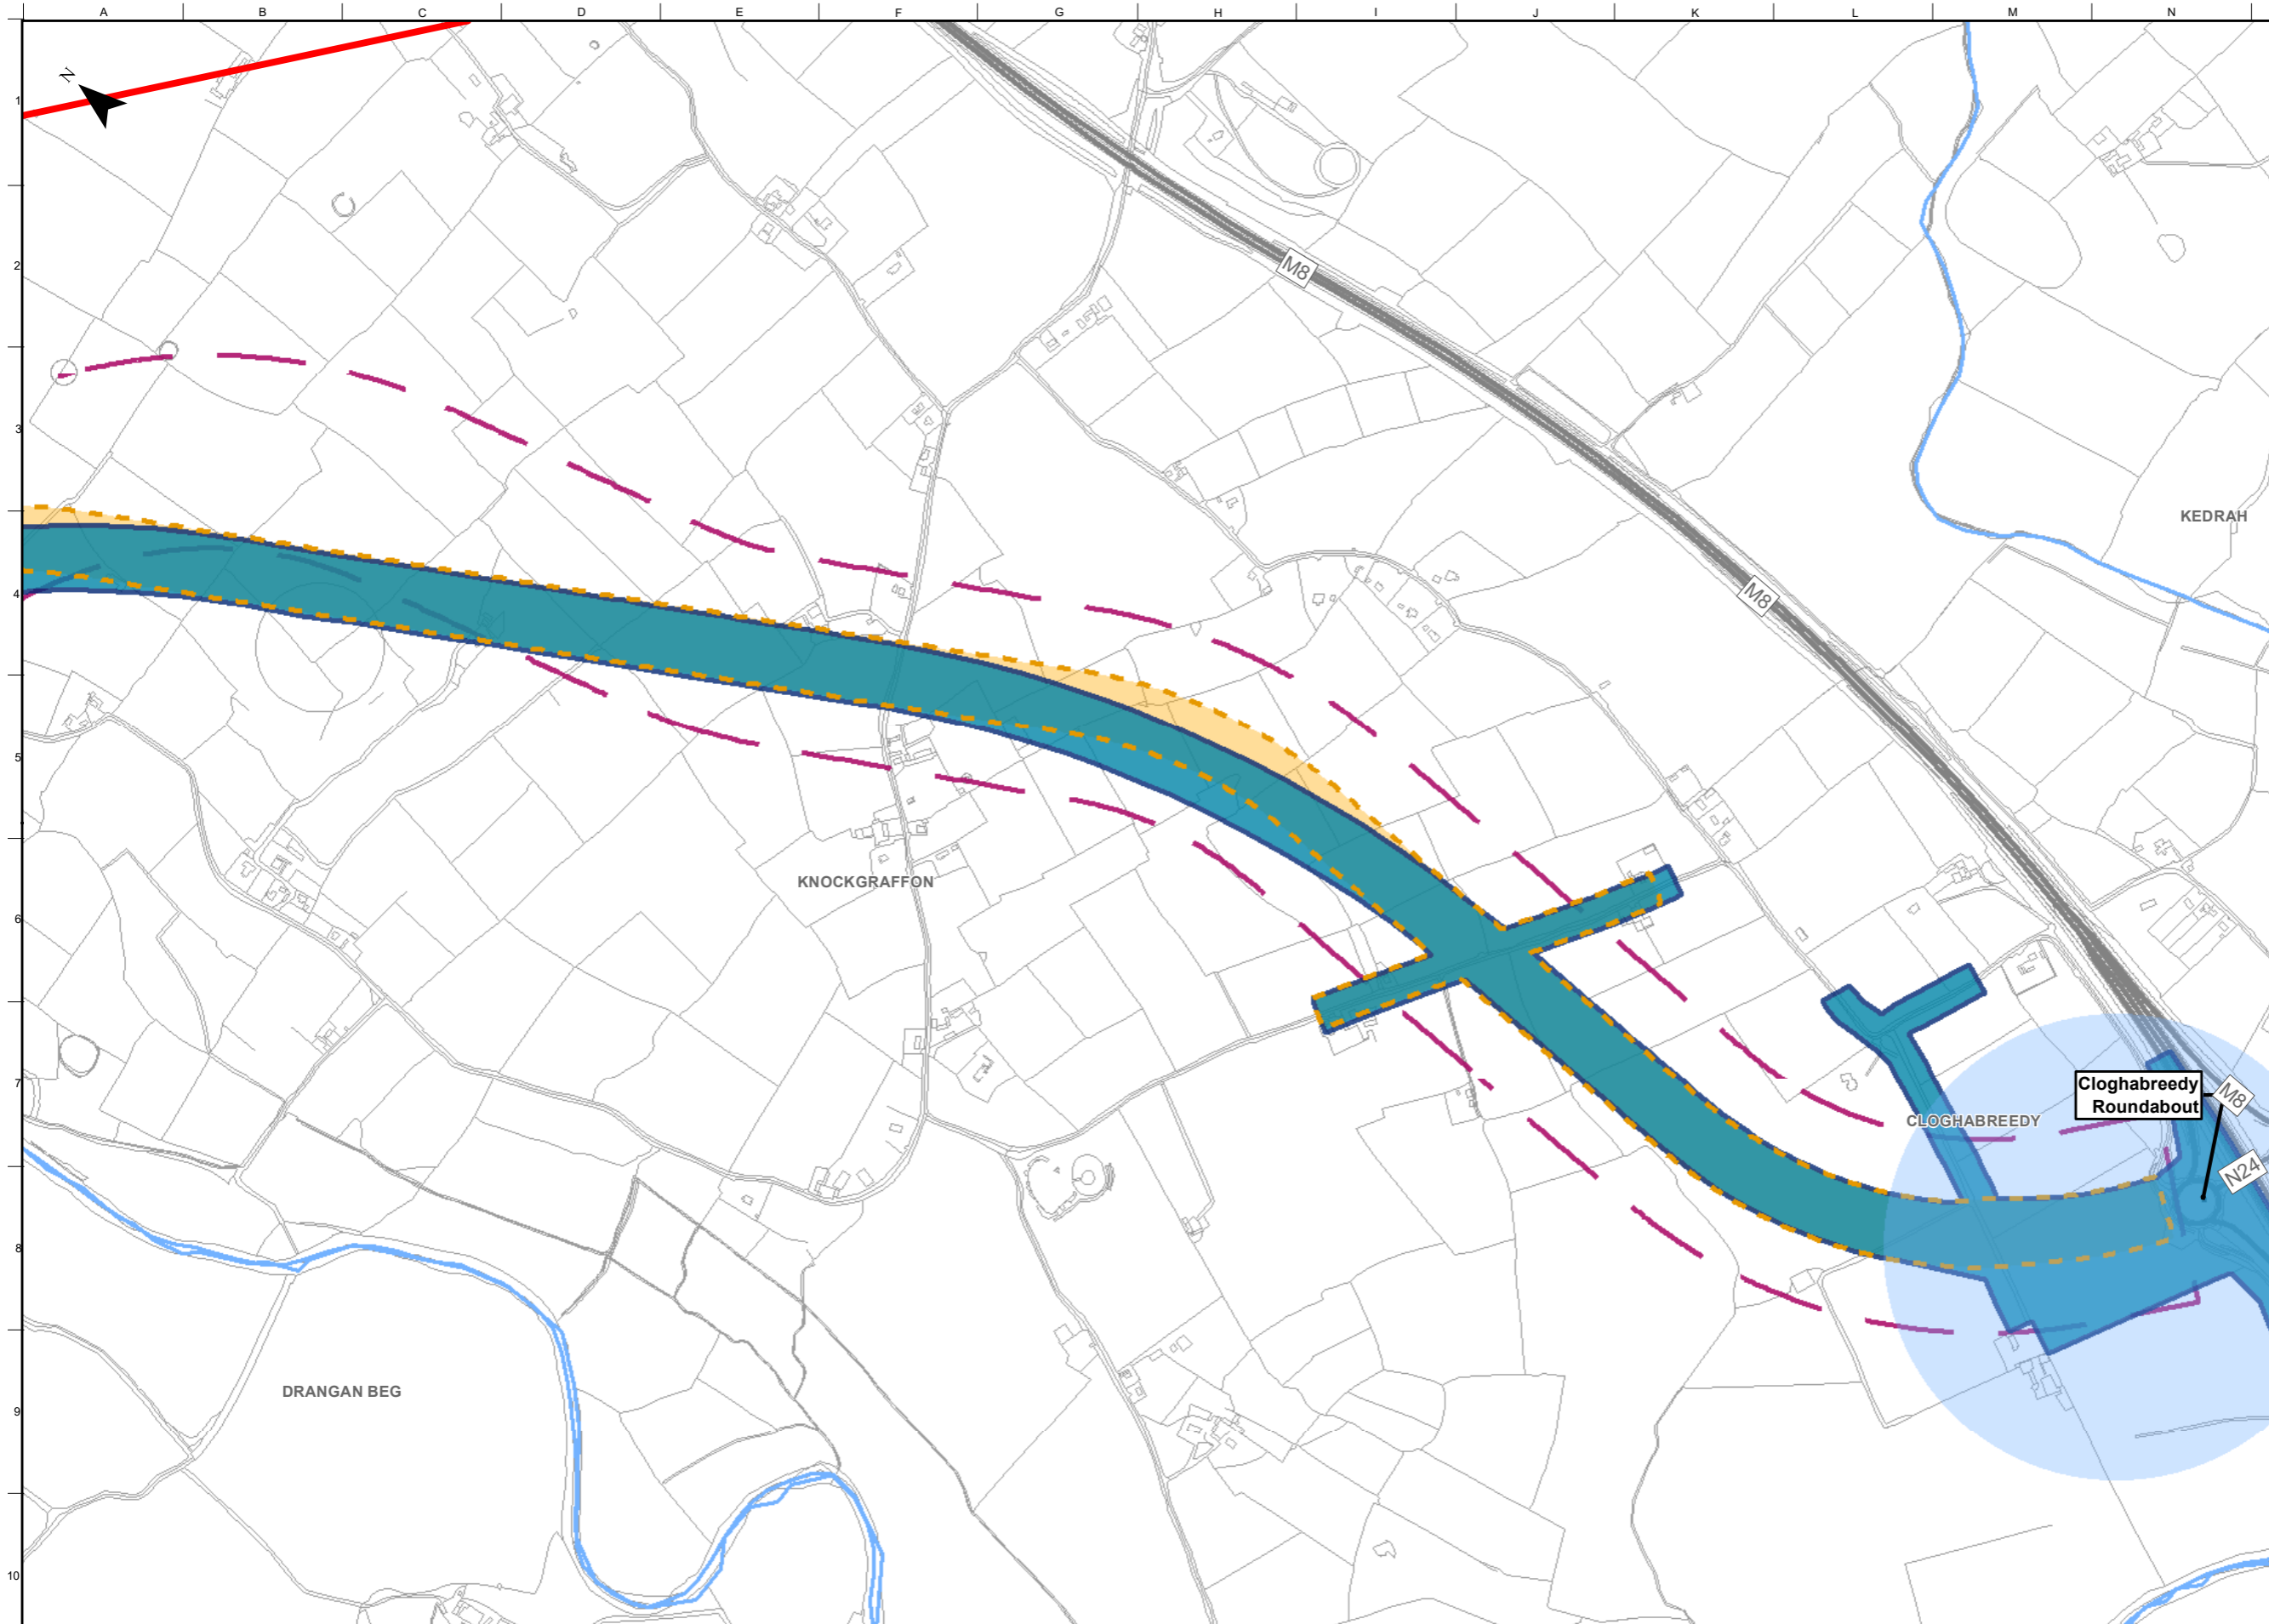 A B C D E F G H I J K L M N
N
1
2
M8
3
KEDRAH
4
M8
5
KNOCKGRAFFON
6
7
Cloghabreedy
Roundabout
M8
CLOGHABREEDY
N24
8
DRANGAN BEG
9
10